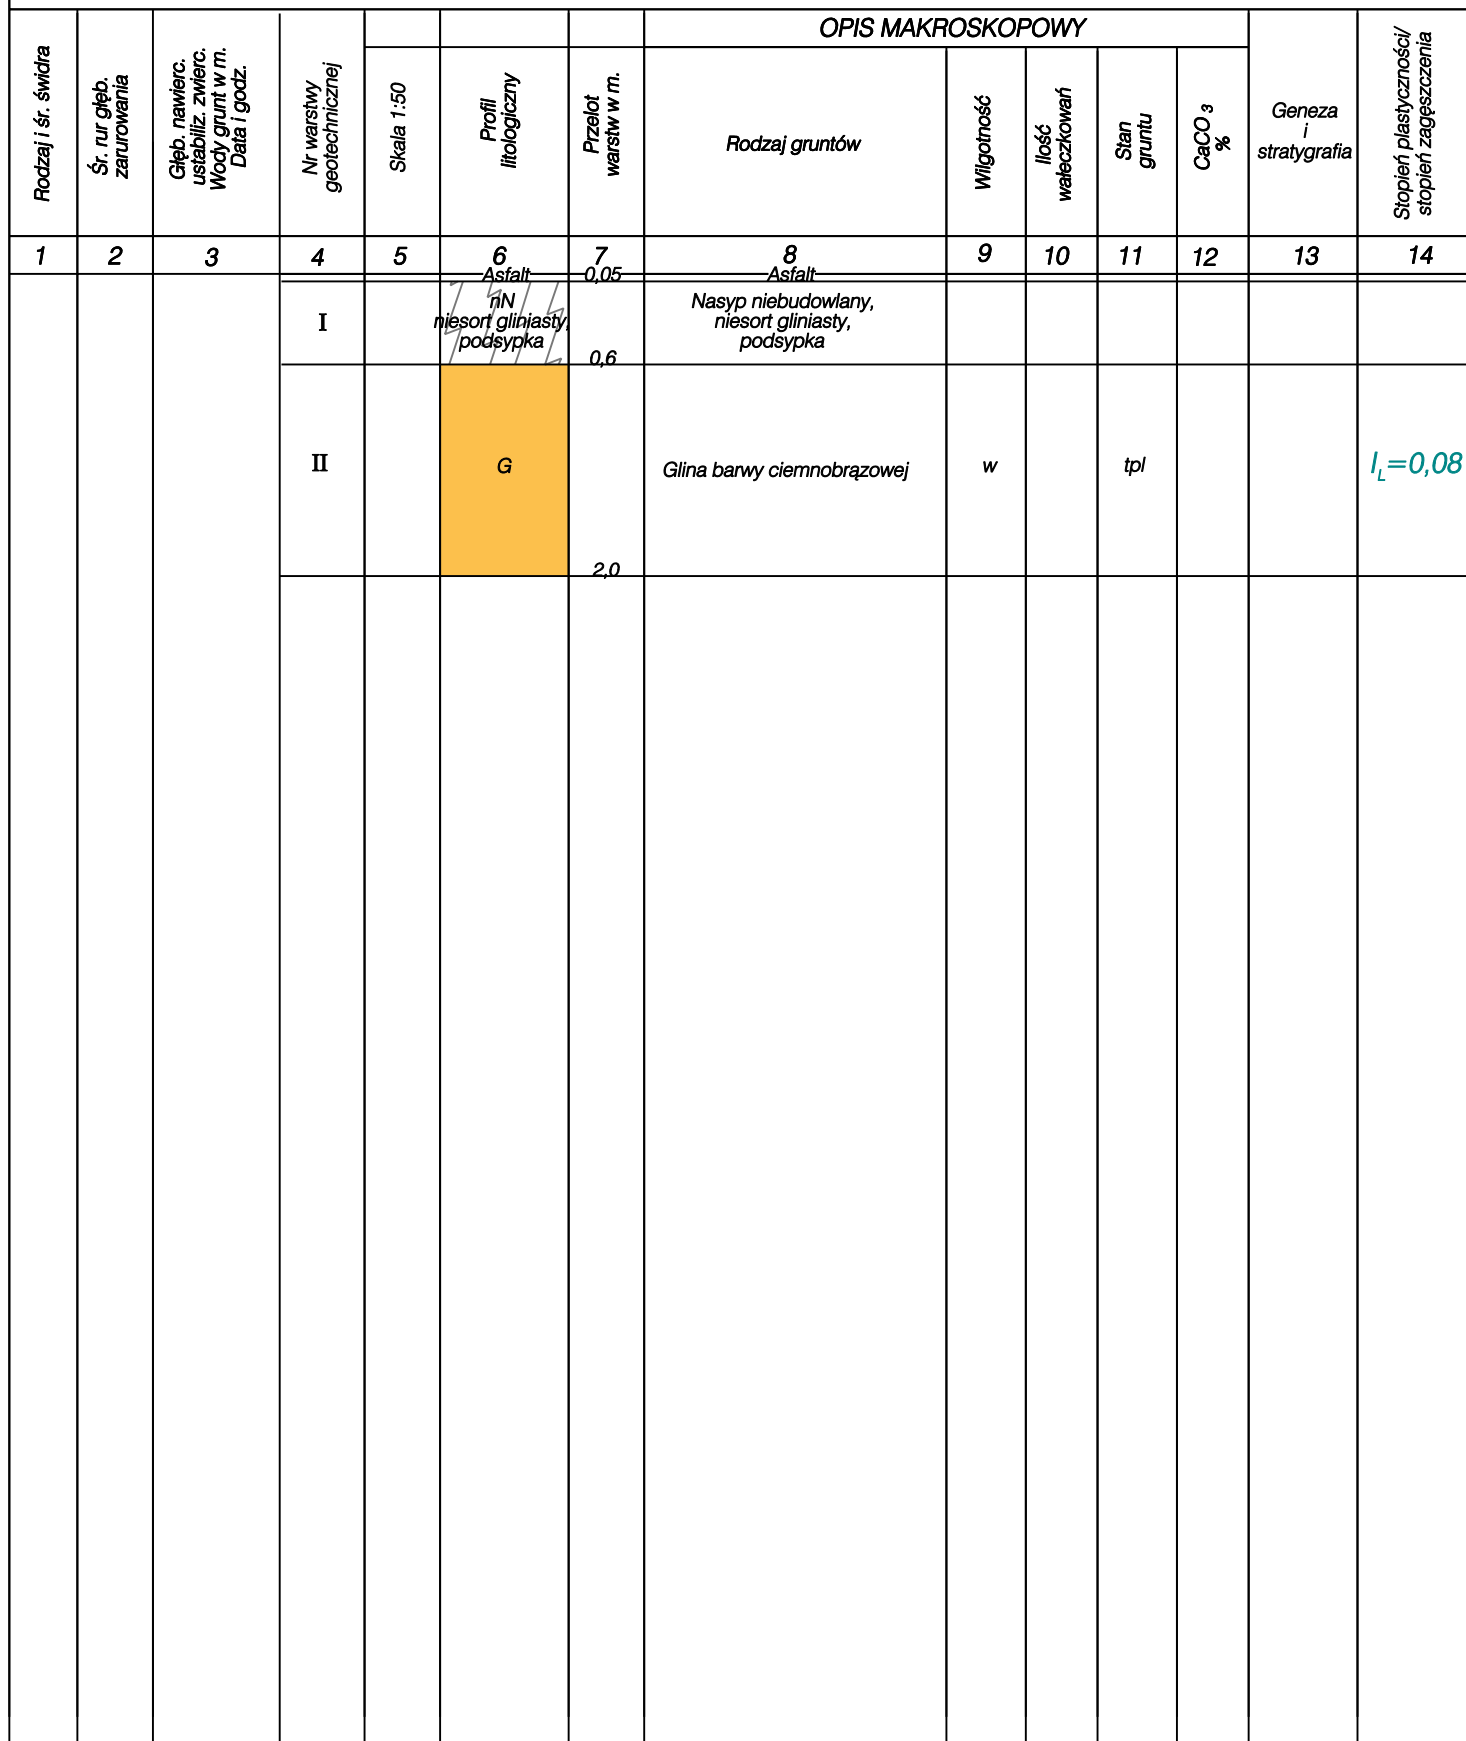 OPIS MAKROSKOPOWY
Rodzaj i śr. świdra
Śr. rur głęb.
zarurowania
Głęb. nawierc.
ustabiliz. zwierc.
Wody grunt w m.
Data i godz.
Nr warstwy
geotechnicznej
Skala 1:50
Profil
litologiczny
Przelot
warstw w m.
Rodzaj gruntów
Wilgotność
Ilość
wałeczkowań
Stan
gruntu
CaCO 3
%
Geneza
i
stratygrafia
Stopień plastyczności/
stopień zagęszczenia
1 2 3 4 5 6 7 8 9 10 11 12 13 14
Asfalt 0,05 Asfalt
I
nN
niesort gliniasty,
podsypka
0,6
Nasyp niebudowlany,
niesort gliniasty,
podsypka
II G Glina barwy ciemnobrązowej w tpl I_L=0,08
2,0